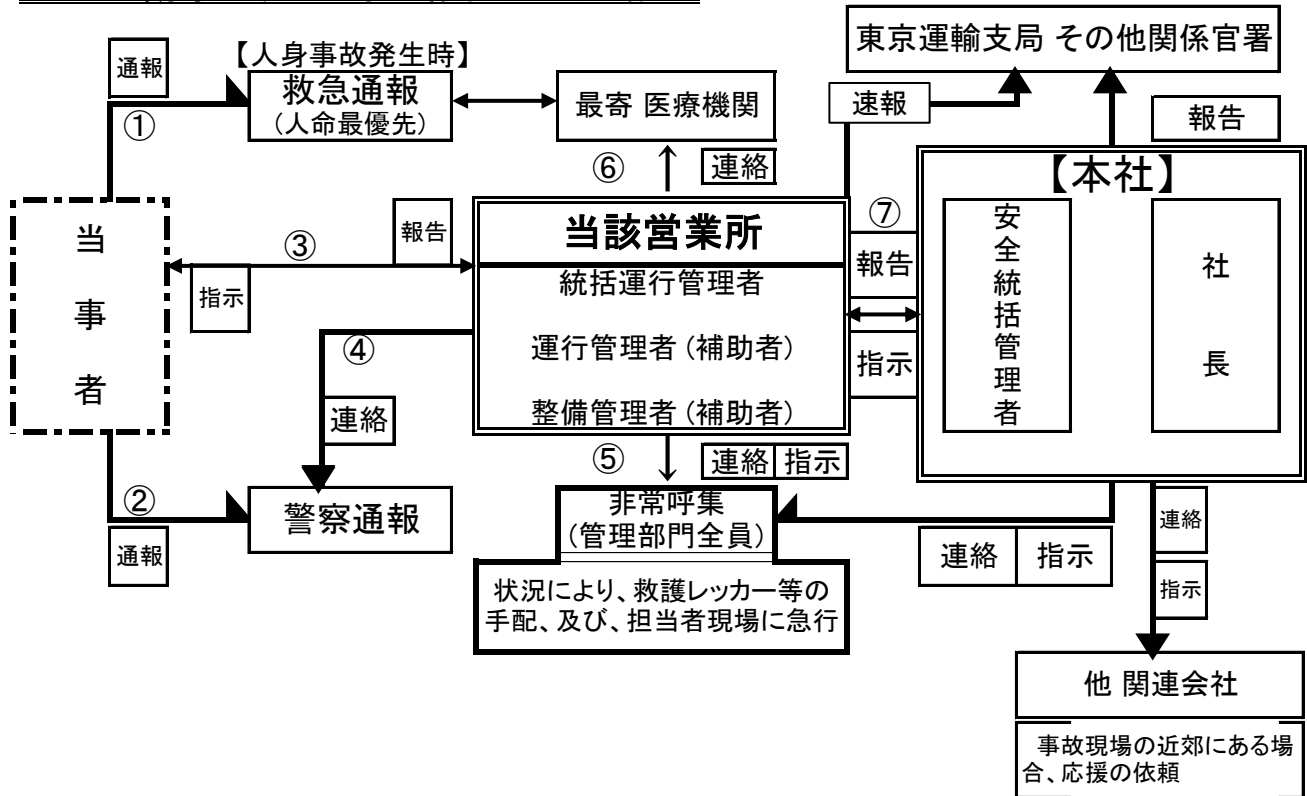 東京運輸支局 その他関係官署
通報
【人身事故発生時】
救急通報
(人命最優先)
①
最寄 医療機関
速報
報告
⑥
連絡
【本社】
安全統括管理者
社長
当事者
③
報告
指示
当該営業所
統括運行管理者
運行管理者 (補助者)
整備管理者 (補助者)
⑦
報告
指示
④
連絡
②
通報
警察通報
⑤
連絡 指示
非常呼集
(管理部門全員)
状況により、救護レッカー等の
手配、及び、担当者現場に急行
連絡 指示
連絡
指示
他 関連会社
事故現場の近郊にある場
合、応援の依頼